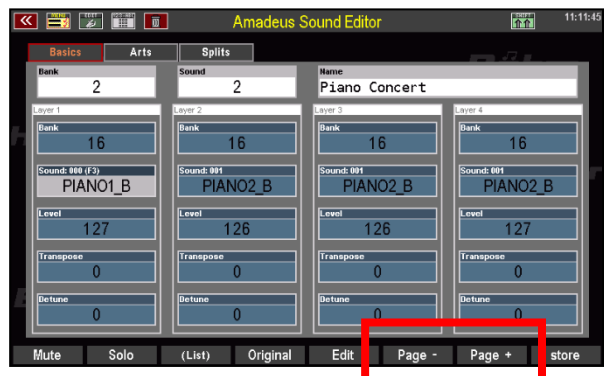 MENU EDIT SHIFT
Amadeus Sound Editor 11:11:45
Basics Arts Splits
Bank Sound Name
2 2 Piano Concert
Layer 1 Layer 2 Layer 3 Layer 4
Bank Bank Bank Bank
16 16 16 16
Sound: 000 (F3) Sound: 001 Sound: 001 Sound: 001
PIANO1_B PIANO2_B PIANO2_B PIANO2_B
Level Level Level Level
127 126 126 127
Transpose Transpose Transpose Transpose
0 0 0 0
Detune Detune Detune Detune
0 0 0 0
Mute Solo (List) Original Edit Page - Page + store